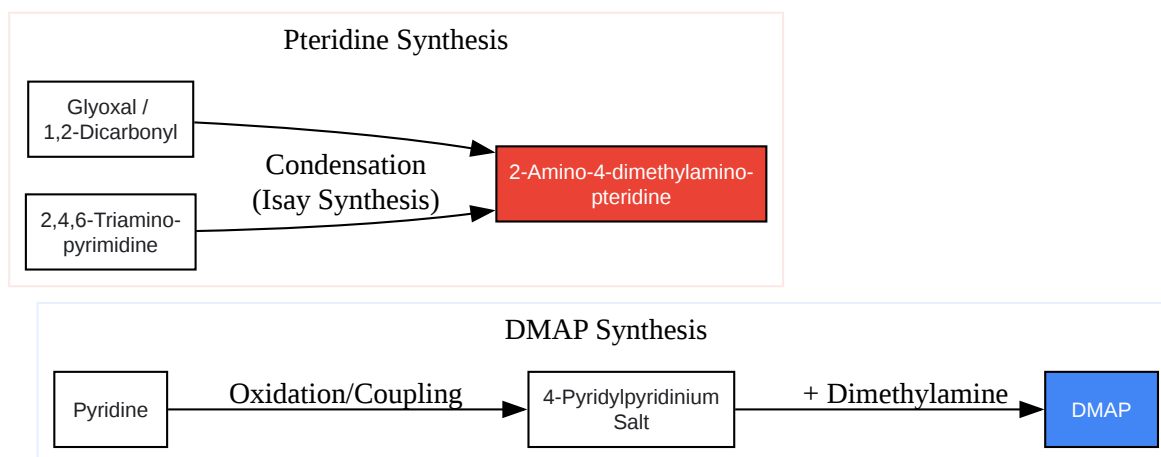 Pteridine Synthesis
Glyoxal /
1,2-Dicarbonyl
Condensation
(Isay Synthesis)
2-Amino-4-dimethylamino-
pteridine
2,4,6-Triamino-
pyrimidine
DMAP Synthesis
Pyridine
Oxidation/Coupling
4-Pyridylpyridinium
Salt
+ Dimethylamine
DMAP